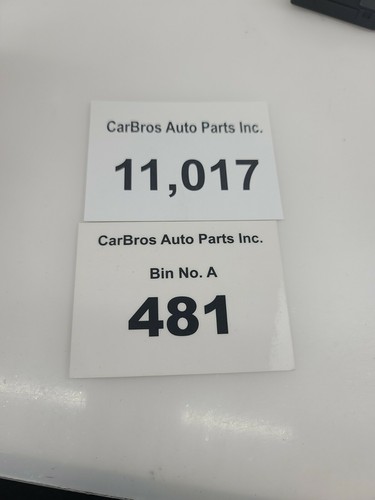 CarBros Auto Parts Inc.
11,017
CarBros Auto Parts Inc.
Bin No. A
481